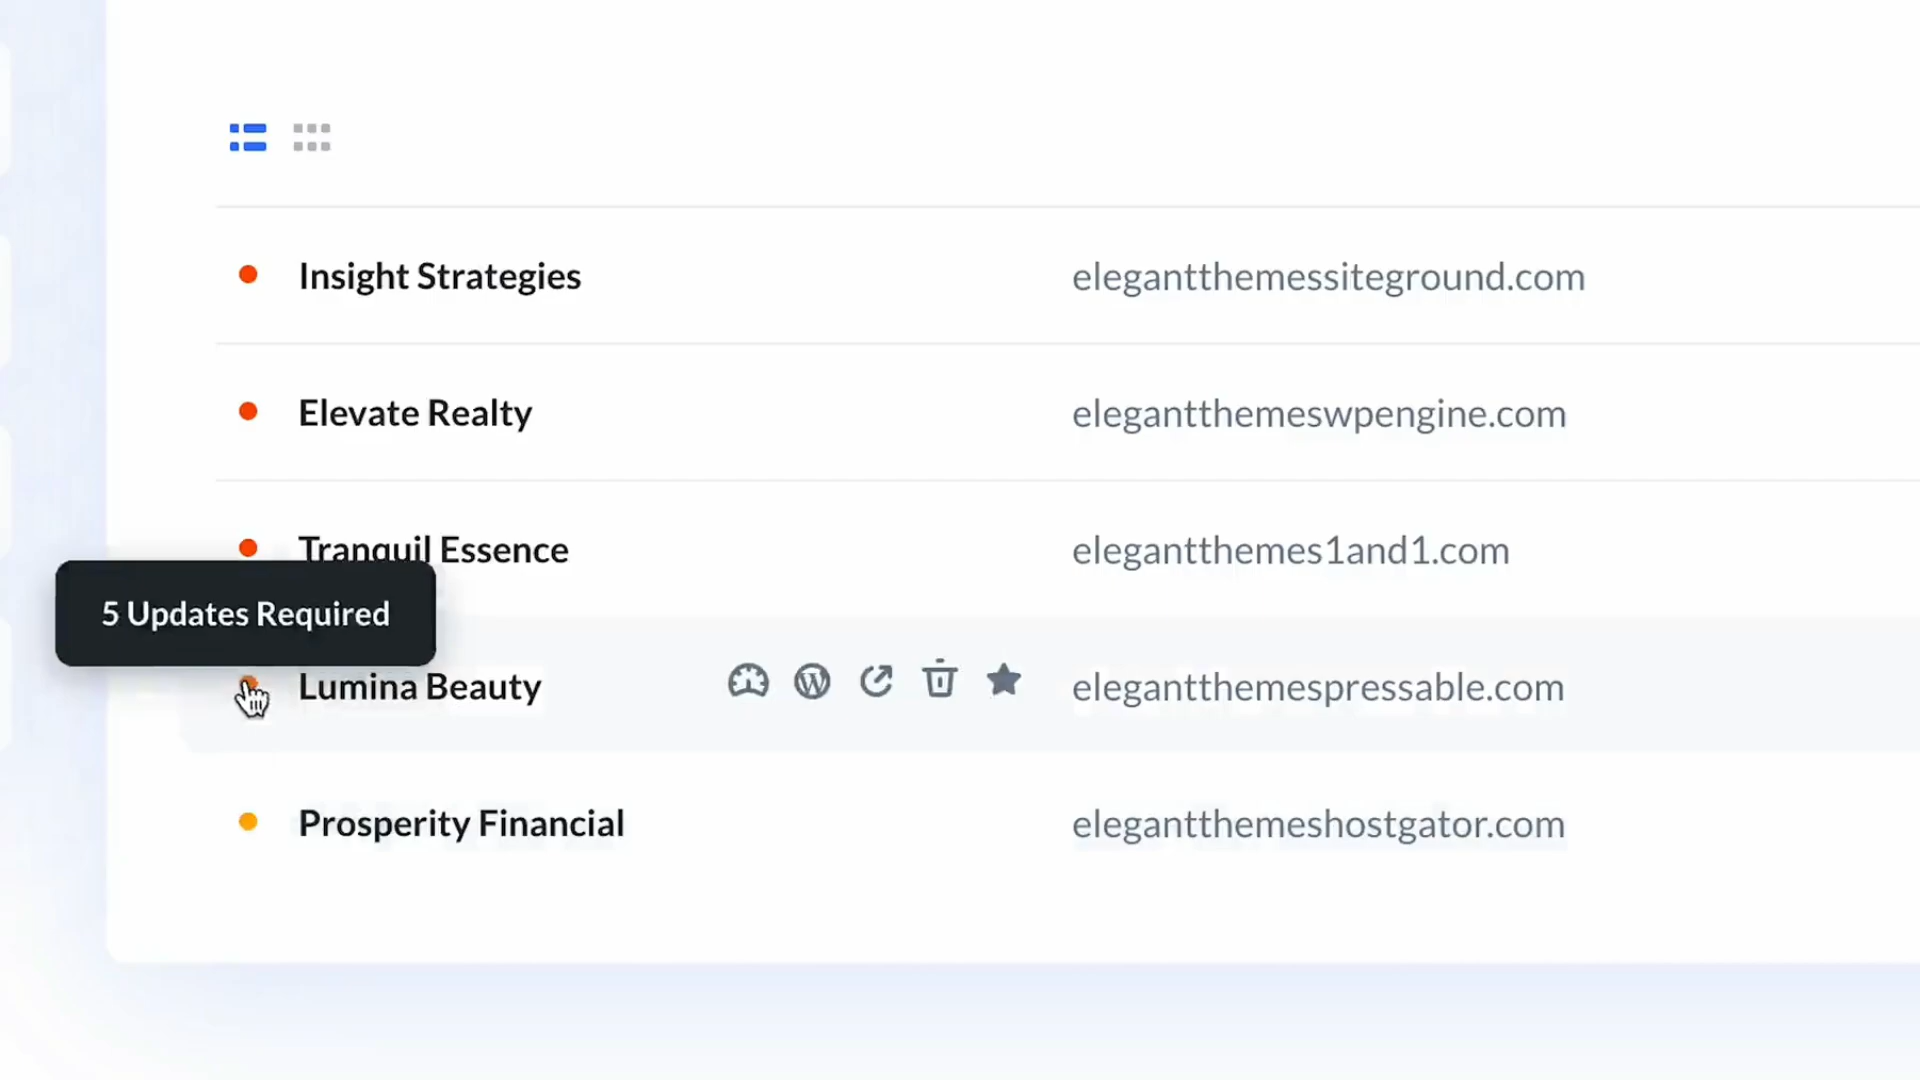 Insight Strategies
elegantthemessiteground.com
Elevate Realty
elegantthemeswpengine.com
Tranquil Essence
elegantthemes1and1.com
5 Updates Required
Lumina Beauty
elegantthemespressable.com
Prosperity Financial
elegantthemeshostgator.com